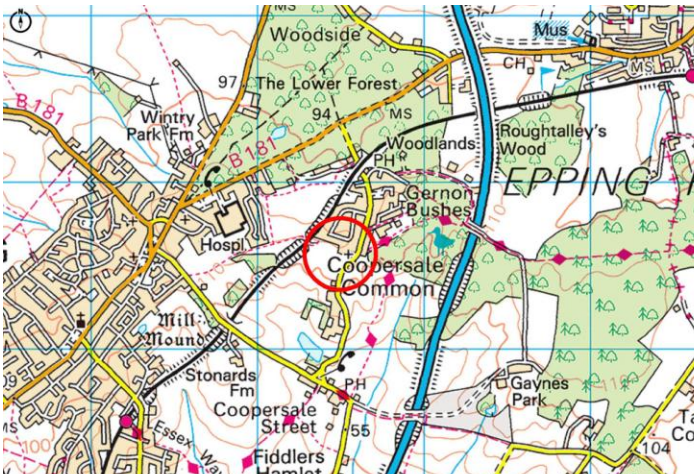 MS
Woodside
Mus
CH
MS
97
The Lower Forest
B 181
Wintry
Park Fm
94
MS
B 181
PH
Woodlands
Roughtalley's
Wood
EPPING
Gernon
Bushes
Hospl
Coopersale
Common
Mill
Mound
Stonards
Fm
PH
Gaynes
Park
Coopersale
Street
MS
100
Essex Way
55
Fiddlers
Hamlet
104